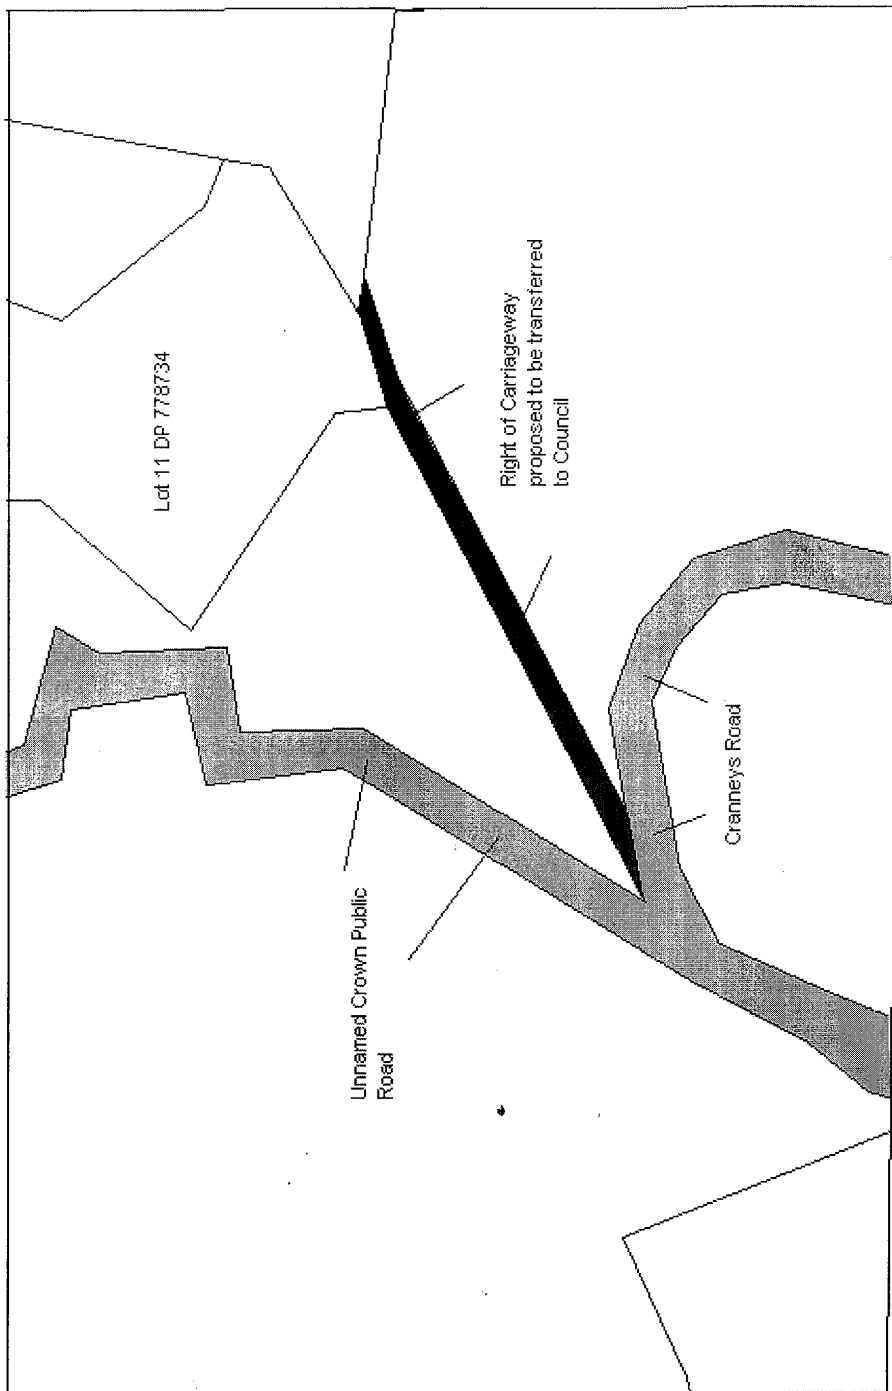 Unnamed Crown Public
Road
Lot 11 DP 778734
Right of Carriageway
proposed to be transferred
to Council
Cranneys Road